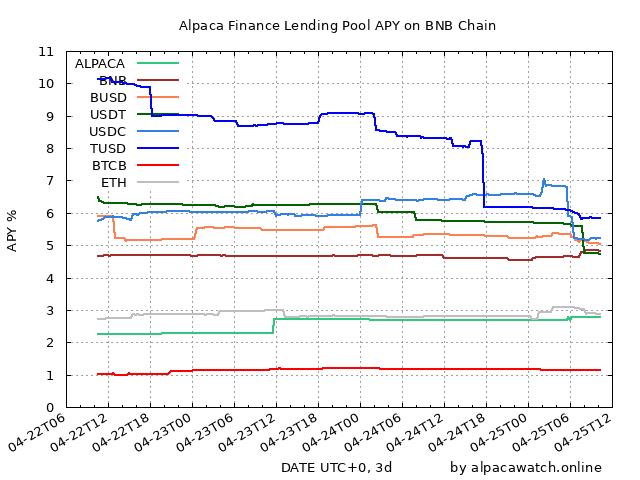 Alpaca Finance Lending Pool APY on BNB Chain
APY %
11
10
9
8
7
6
5
4
3
2
1
0
ALPACA
BNB
BUSD
USDT
USDC
TUSD
BTCB
ETH
04-22T06
04-22T12
04-22T18
04-23T00
04-23T06
04-23T12
04-23T18
04-24T00
04-24T06
04-24T12
04-24T18
04-25T00
04-25T06
04-25T12
DATE UTC+0, 3d
by alpacawatch.online